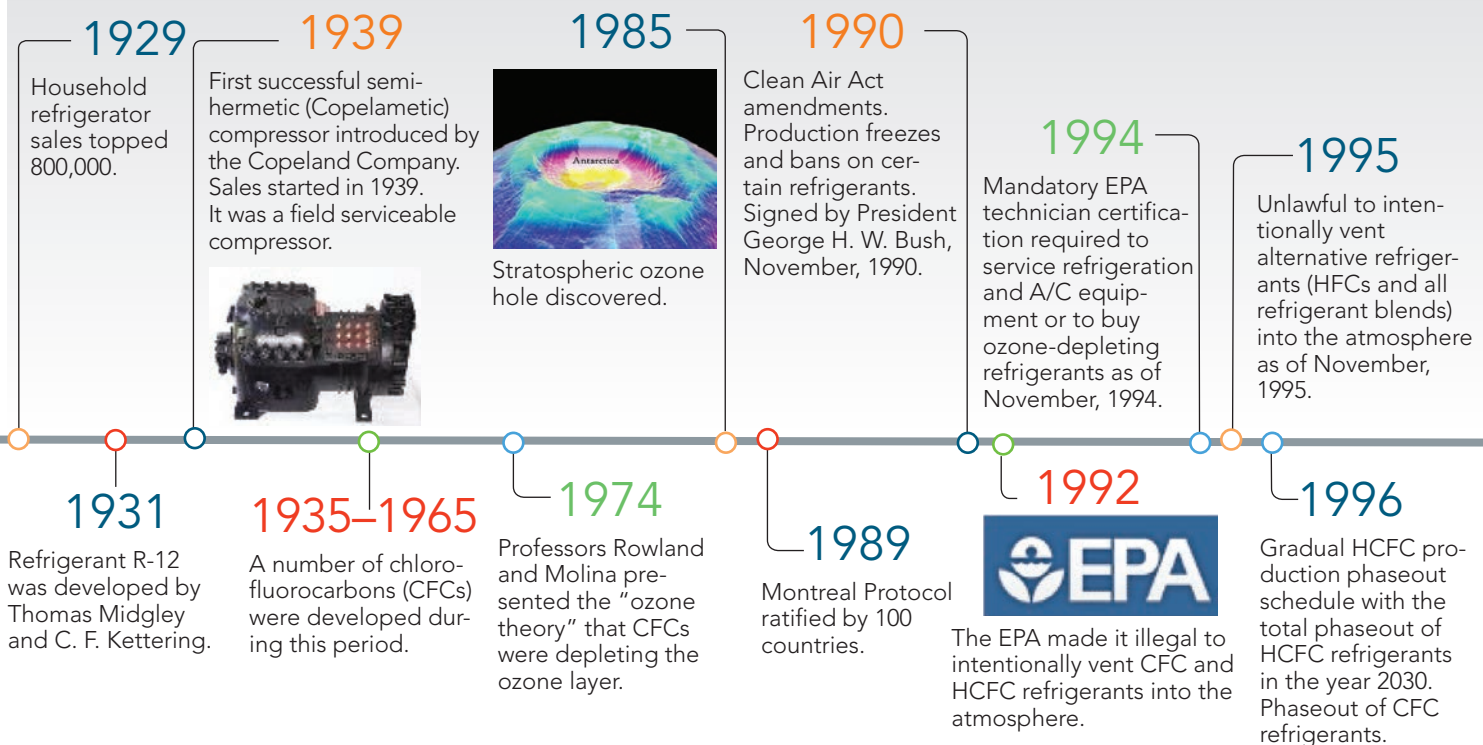 1929
Household
refrigerator
sales topped
800,000.
1939
First successful semi-
hermetic (Copelametic)
compressor introduced by
the Copeland Company.
Sales started in 1939.
It was a field serviceable
compressor.
1985
Antarctica
Stratospheric ozone
hole discovered.
1990
Clean Air Act
amendments.
Production freezes
and bans on cer-
tain refrigerants.
Signed by President
George H. W. Bush,
November, 1990.
1994
Mandatory EPA
technician certifica-
tion required to
service refrigeration
and A/C equip-
ment or to buy
ozone-depleting
refrigerants as of
November, 1994.
1995
Unlawful to inten-
tionally vent
alternative refriger-
ants (HFCs and all
refrigerant blends)
into the atmosphere
as of November,
1995.
1931
Refrigerant R-12
was developed by
Thomas Midgley
and C. F. Kettering.
1935–1965
A number of chloro-
fluorocarbons (CFCs)
were developed dur-
ing this period.
1974
Professors Rowland
and Molina pre-
sented the “ozone
theory” that CFCs
were depleting the
ozone layer.
1989
Montreal Protocol
ratified by 100
countries.
1992
EPA
The EPA made it illegal to
intentionally vent CFC and
HCFC refrigerants into the
atmosphere.
1996
Gradual HCFC pro-
duction phaseout
schedule with the
total phaseout of
HCFC refrigerants
in the year 2030.
Phaseout of CFC
refrigerants.